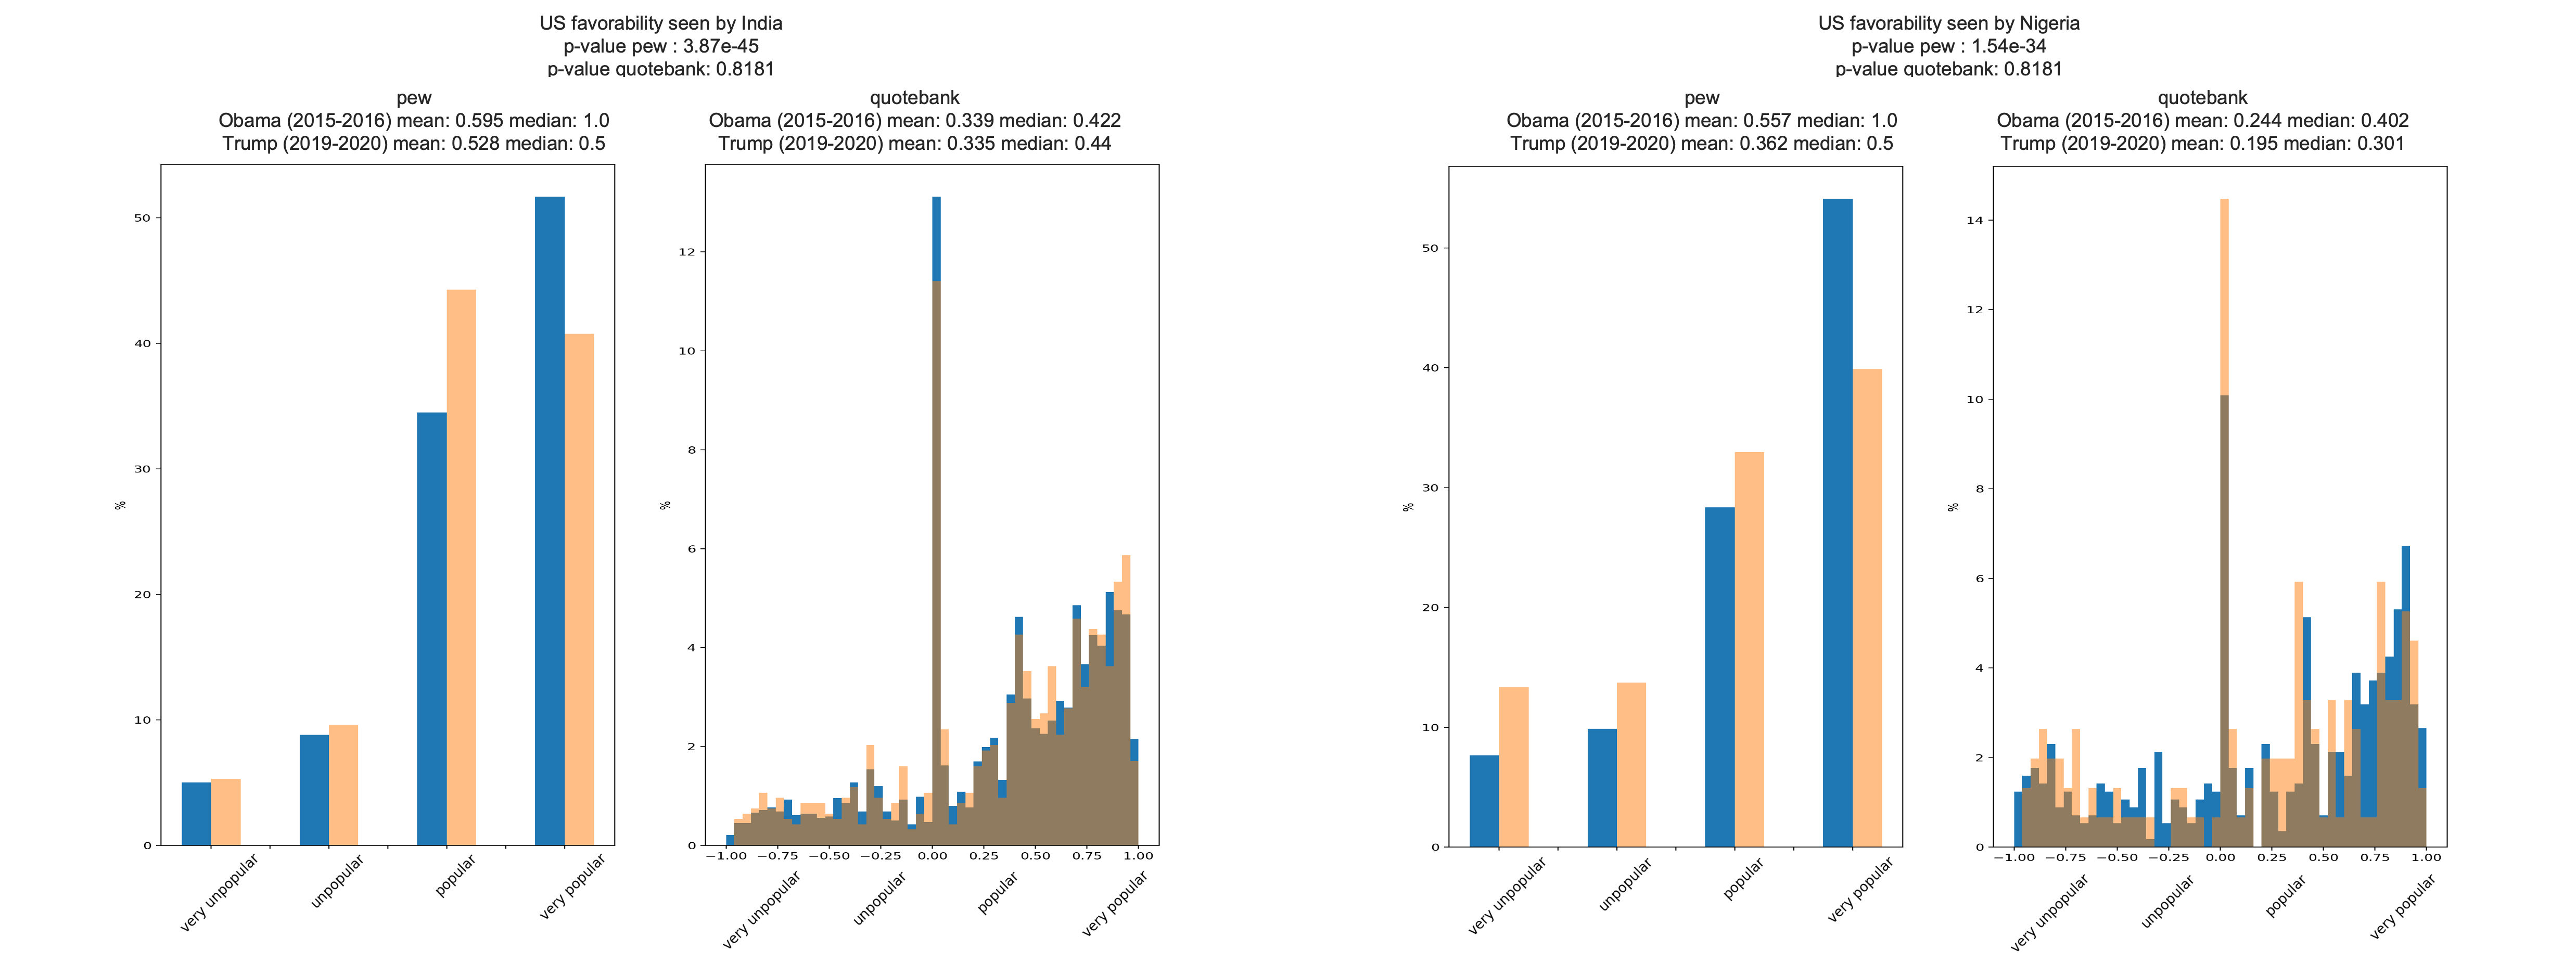 US favorability seen by India
p-value pew : 3.87e-45
p-value quotebank: 0.8181
pew
Obama (2015-2016) mean: 0.595 median: 1.0
Trump (2019-2020) mean: 0.528 median: 0.5
50
40
30
20
10
0
%
very unpopular
unpopular
popular
very popular
quotebank
Obama (2015-2016) mean: 0.339 median: 0.422
Trump (2019-2020) mean: 0.335 median: 0.44
12
10
8
6
4
2
0
%
−1.00 −0.75 −0.50 −0.25 0.00 0.25 0.50 0.75 1.00
very unpopular
unpopular
popular
very popular
US favorability seen by Nigeria
p-value pew : 1.54e-34
p-value quotebank: 0.8181
pew
Obama (2015-2016) mean: 0.557 median: 1.0
Trump (2019-2020) mean: 0.362 median: 0.5
50
40
30
20
10
0
%
very unpopular
unpopular
popular
very popular
quotebank
Obama (2015-2016) mean: 0.244 median: 0.402
Trump (2019-2020) mean: 0.195 median: 0.301
14
12
10
8
6
4
2
0
%
−1.00 −0.75 −0.50 −0.25 0.00 0.25 0.50 0.75 1.00
very unpopular
unpopular
popular
very popular